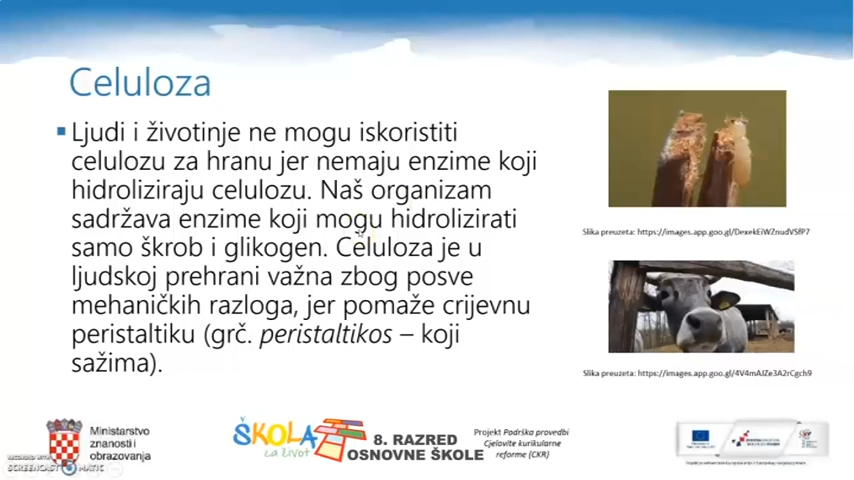 Celuloza
Ljudi i životinje ne mogu iskoristiti
celulozu za hranu jer nemaju enzime koji
hidroliziraju celulozu. Naš organizam
sadržava enzime koji mogu hidrolizirati
samo škrob i glikogen. Celuloza je u
ljudskoj prehrani važna zbog posve
mehaničkih razloga, jer pomaže crijevnu
peristaltiku (grč. peristaltikos – koji
sažima).
Slika preuzeta: https://images.app.goo.gl/DexekEiWZnudVSfP7
Slika preuzeta: https://images.app.goo.gl/4V4mAJZe3A2rCgch9
Ministarstvo
znanosti i
obrazovanja
RECORDED WITH
SCREENCAST MATIC
ŠKOLA
za život
8. RAZRED
OSNOVNE ŠKOLE
Projekt Podrška provedbi
Cjelovite kurikularne
reforme (CKR)